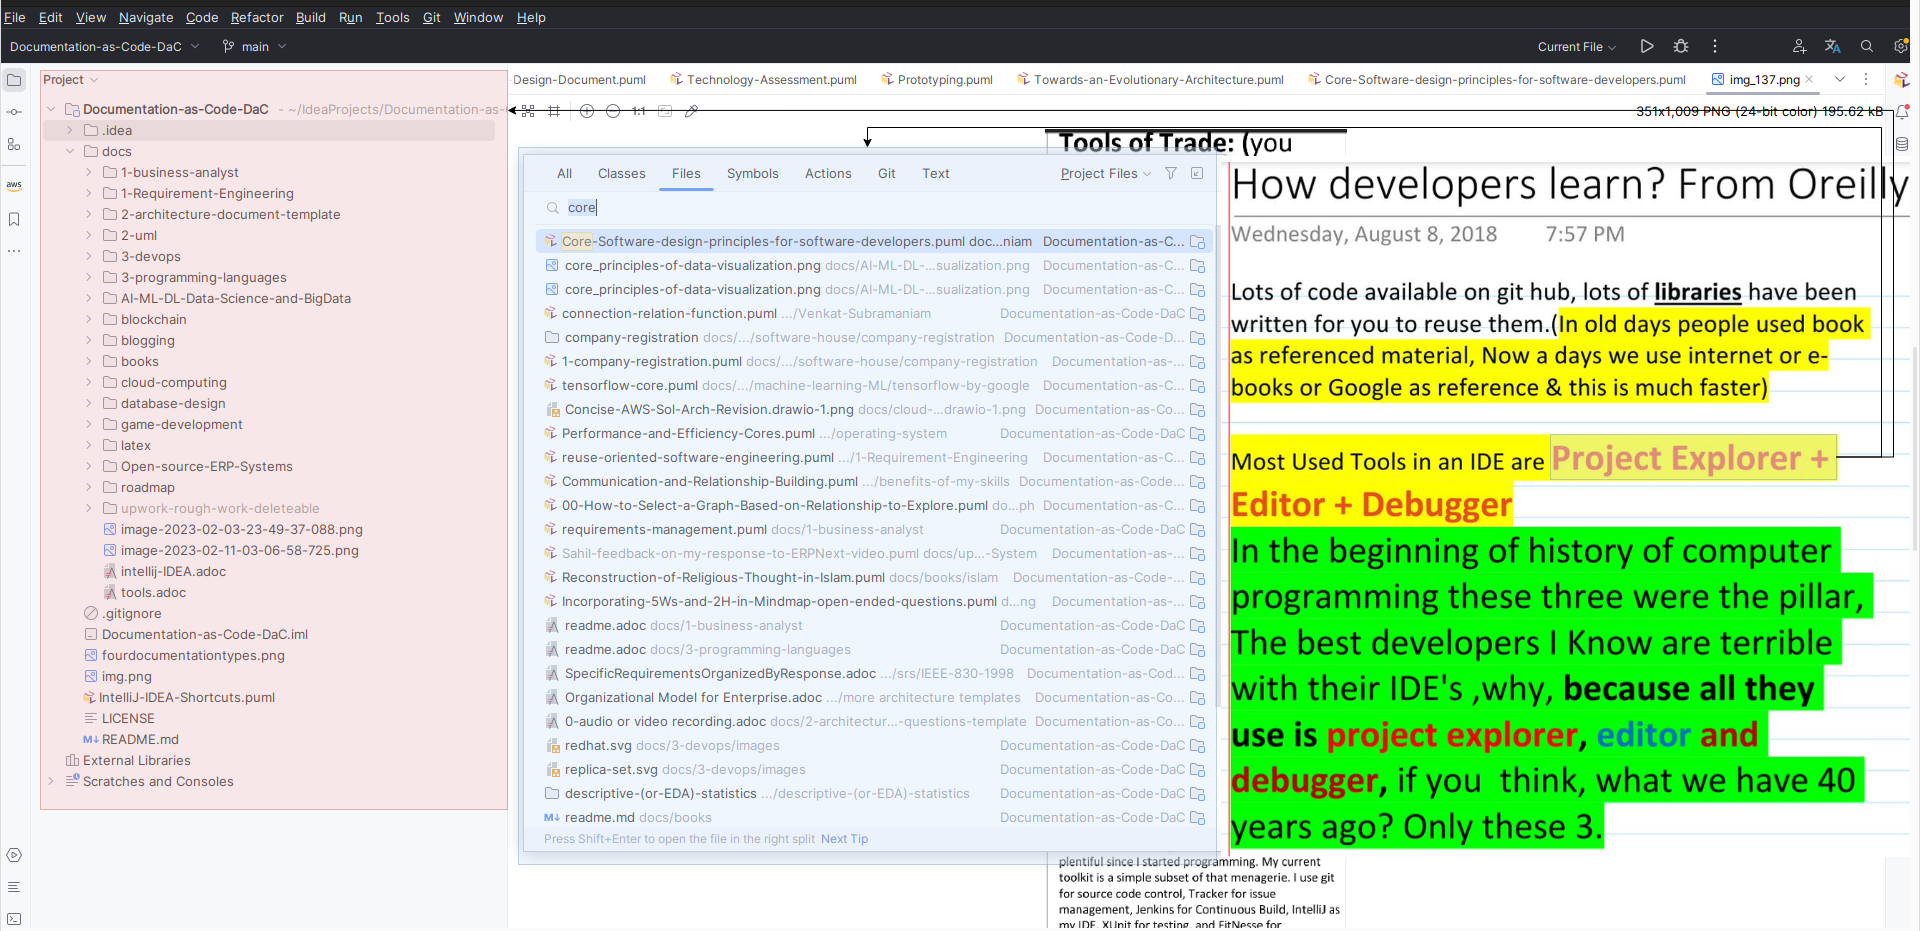 File Edit View Navigate Code Refactor Build Run Tools Git Window Help
Documentation-as-Code-DaC main Current File
Project
Design-Document.puml Technology-Assessment.puml Prototyping.puml Towards-an-Evolutionary-Architecture.puml Core-Software-design-principles-for-software-developers.puml img_137.png
Documentation-as-Code-DaC - ~/IdeaProjects/Documentation-as-
1:1 351x1,009 PNG (24-bit color) 195.62 kB
.idea
docs
1-business-analyst
1-Requirement-Engineering
2-architecture-document-template
2-uml
3-devops
3-programming-languages
AI-ML-DL-Data-Science-and-BigData
blockchain
blogging
books
cloud-computing
database-design
game-development
latex
Open-source-ERP-Systems
roadmap
upwork-rough-work-deleteable
image-2023-02-03-23-49-37-088.png
image-2023-02-11-03-06-58-725.png
intellij-IDEA.adoc
tools.adoc
.gitignore
Documentation-as-Code-DaC.iml
fourdocumentationtypes.png
img.png
IntelliJ-IDEA-Shortcuts.puml
LICENSE
README.md
External Libraries
Scratches and Consoles
aws
Tools of Trade: (you
All Classes Files Symbols Actions Git Text Project Files
core
Core-Software-design-principles-for-software-developers.puml doc...niam Documentation-as-C...
core_principles-of-data-visualization.png docs/AI-ML-DL-...sualization.png Documentation-as-C...
core_principles-of-data-visualization.png docs/AI-ML-DL-...sualization.png Documentation-as-C...
connection-relation-function.puml .../Venkat-Subramaniam Documentation-as-Code-DaC
company-registration docs/.../software-house/company-registration Documentation-as-Code-D...
1-company-registration.puml docs/.../software-house/company-registration Documentation-as-...
tensorflow-core.puml docs/.../machine-learning-ML/tensorflow-by-google Documentation-as-C...
Concise-AWS-Sol-Arch-Revision.drawio-1.png docs/cloud-...drawio-1.png Documentation-as-Co...
Performance-and-Efficiency-Cores.puml .../operating-system Documentation-as-Code-DaC
reuse-oriented-software-engineering.puml .../1-Requirement-Engineering Documentation-as-Code-DaC
Communication-and-Relationship-Building.puml .../benefits-of-my-skills Documentation-as-Code...
00-How-to-Select-a-Graph-Based-on-Relationship-to-Explore.puml do...ph Documentation-as-C...
requirements-management.puml docs/1-business-analyst Documentation-as-Code-DaC
Sahil-feedback-on-my-response-to-ERPNext-video.puml docs/up...-System Documentation-as-...
Reconstruction-of-Religious-Thought-in-Islam.puml docs/books/islam Documentation-as-Code-...
Incorporating-5Ws-and-2H-in-Mindmap-open-ended-questions.puml d...ng Documentation-as-...
readme.adoc docs/1-business-analyst Documentation-as-Code-DaC
readme.adoc docs/3-programming-languages Documentation-as-Code-DaC
SpecificRequirementsOrganizedByResponse.adoc .../srs/IEEE-830-1998 Documentation-as-Cod...
Organizational Model for Enterprise.adoc .../more architecture templates Documentation-as-Co...
0-audio or video recording.adoc docs/2-architectur...-questions-template Documentation-as-Co...
redhat.svg docs/3-devops/images Documentation-as-Code-DaC
replica-set.svg docs/3-devops/images Documentation-as-Code-DaC
descriptive-(or-EDA)-statistics .../descriptive-(or-EDA)-statistics Documentation-as-Code-DaC
readme.md docs/books Documentation-as-Code-DaC
Press Shift+Enter to open the file in the right split Next Tip
plentiful since I started programming. My current
toolkit is a simple subset of that menagerie. I use git
for source code control, Tracker for issue
management, Jenkins for Continuous Build, IntelliJ as
my IDE, XUnit for testing, and FitNesse for
How developers learn? From Oreilly
Wednesday, August 8, 2018 7:57 PM
Lots of code available on git hub, lots of libraries have been
written for you to reuse them.(In old days people used book
as referenced material, Now a days we use internet or e-
books or Google as reference & this is much faster)
Most Used Tools in an IDE are Project Explorer +
Editor + Debugger
In the beginning of history of computer
programming these three were the pillar,
The best developers I Know are terrible
with their IDE's ,why, because all they
use is project explorer, editor and
debugger, if you think, what we have 40
years ago? Only these 3.